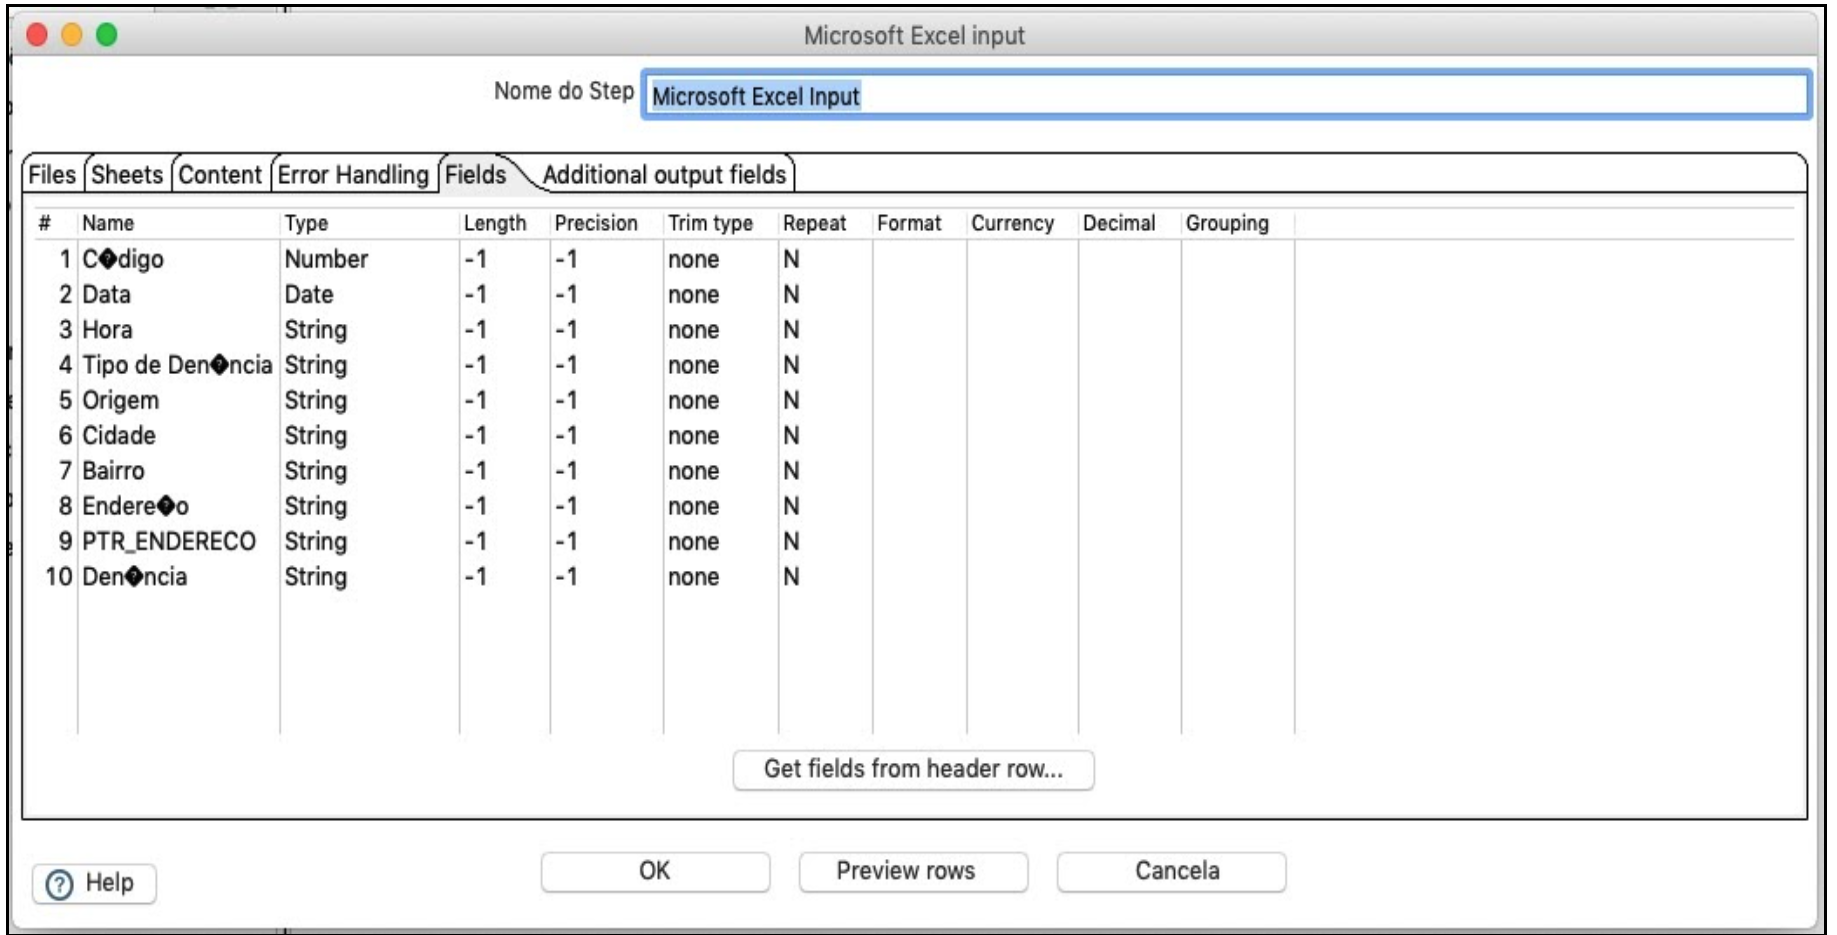 Microsoft Excel input
Nome do Step Microsoft Excel Input
Files Sheets Content Error Handling Fields Additional output fields
# Name Type Length Precision Trim type Repeat Format Currency Decimal Grouping
1 C�digo Number -1 -1 none N
2 Data Date -1 -1 none N
3 Hora String -1 -1 none N
4 Tipo de Den�ncia String -1 -1 none N
5 Origem String -1 -1 none N
6 Cidade String -1 -1 none N
7 Bairro String -1 -1 none N
8 Endere�o String -1 -1 none N
9 PTR_ENDERECO String -1 -1 none N
10 Den�ncia String -1 -1 none N
Get fields from header row...
? Help OK Preview rows Cancela